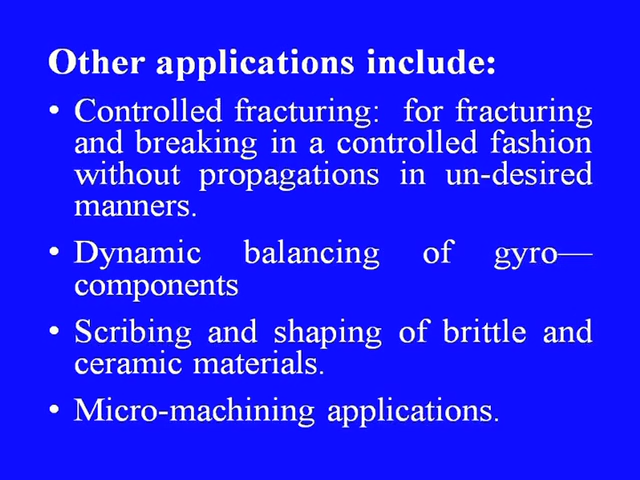 Other applications include:
• Controlled fracturing: for fracturing
and breaking in a controlled fashion
without propagations in un-desired
manners.
• Dynamic balancing of gyro—
components
• Scribing and shaping of brittle and
ceramic materials.
• Micro-machining applications.